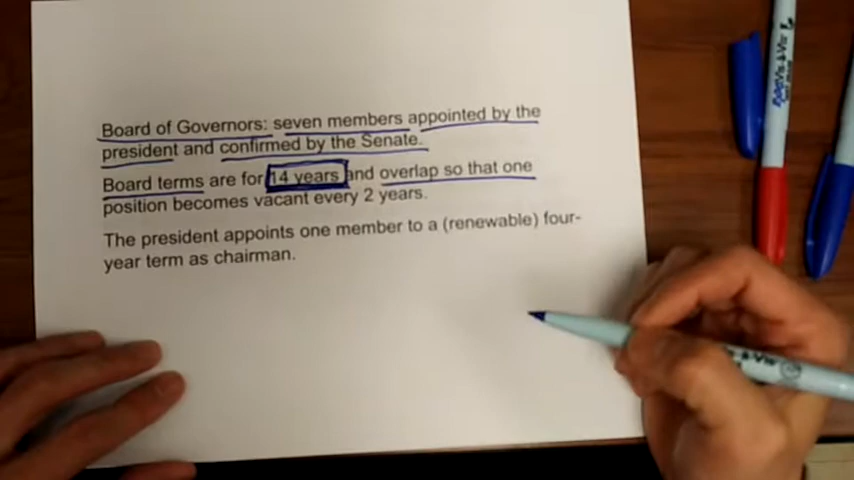 Board of Governors: seven members appointed by the
president and confirmed by the Senate.
Board terms are for 14 years and overlap so that one
position becomes vacant every 2 years.
The president appoints one member to a (renewable) four-
year term as chairman.